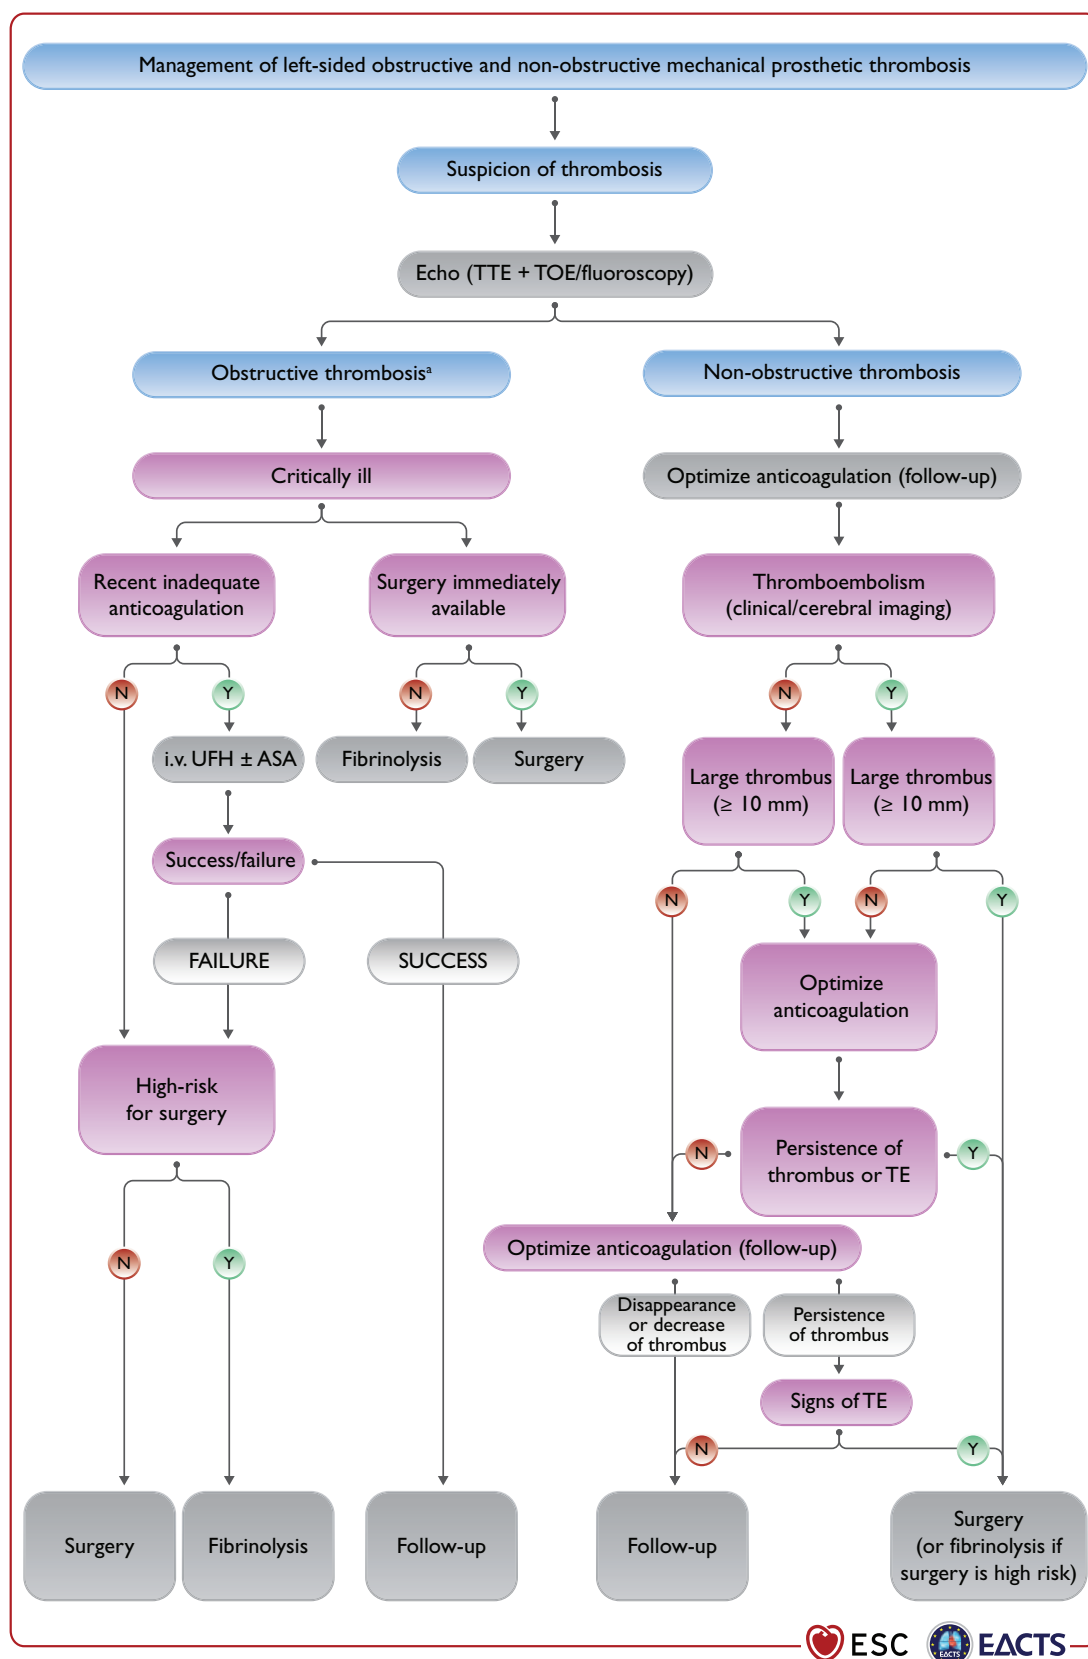 Management of left-sided obstructive and non-obstructive mechanical prosthetic thrombosis
Suspicion of thrombosis
Echo (TTE + TOE/fluoroscopy)
Obstructive thrombosisᵃ
Non-obstructive thrombosis
Critically ill
Optimize anticoagulation (follow-up)
Recent inadequate
anticoagulation
Surgery immediately
available
Thromboembolism
(clinical/cerebral imaging)
N
Y
N
Y
N
Y
i.v. UFH ± ASA
Fibrinolysis
Surgery
Large thrombus
(≥ 10 mm)
Large thrombus
(≥ 10 mm)
Success/failure
N
Y
N
Y
FAILURE
SUCCESS
Optimize
anticoagulation
High-risk
for surgery
N
Persistence of
thrombus or TE
Y
N
Y
Optimize anticoagulation (follow-up)
Disappearance
or decrease
of thrombus
Persistence
of thrombus
Signs of TE
N
Y
Surgery
Fibrinolysis
Follow-up
Follow-up
Surgery
(or fibrinolysis if
surgery is high risk)
ESC
EACTS
EΛCTS